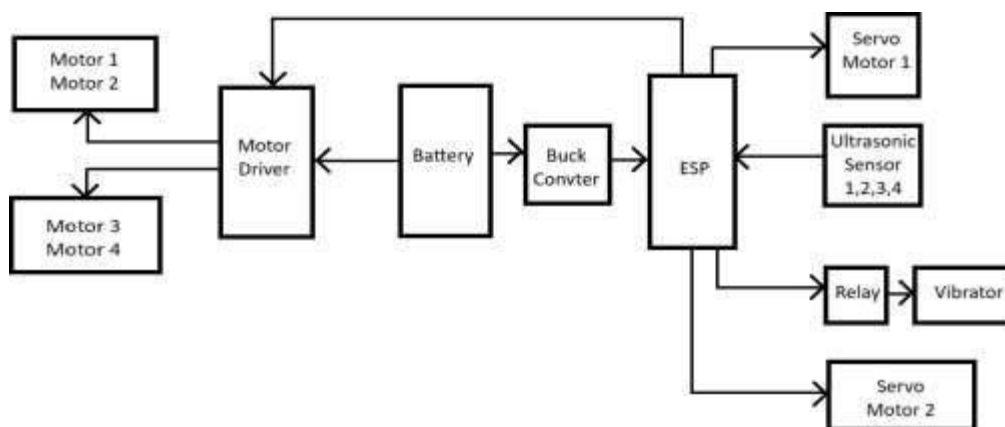 Motor 1
Motor 2
Motor 3
Motor 4
Motor
Driver
Battery
Buck
Convter
ESP
Servo
Motor 1
Ultrasonic
Sensor
1,2,3,4
Relay
Vibrator
Servo
Motor 2